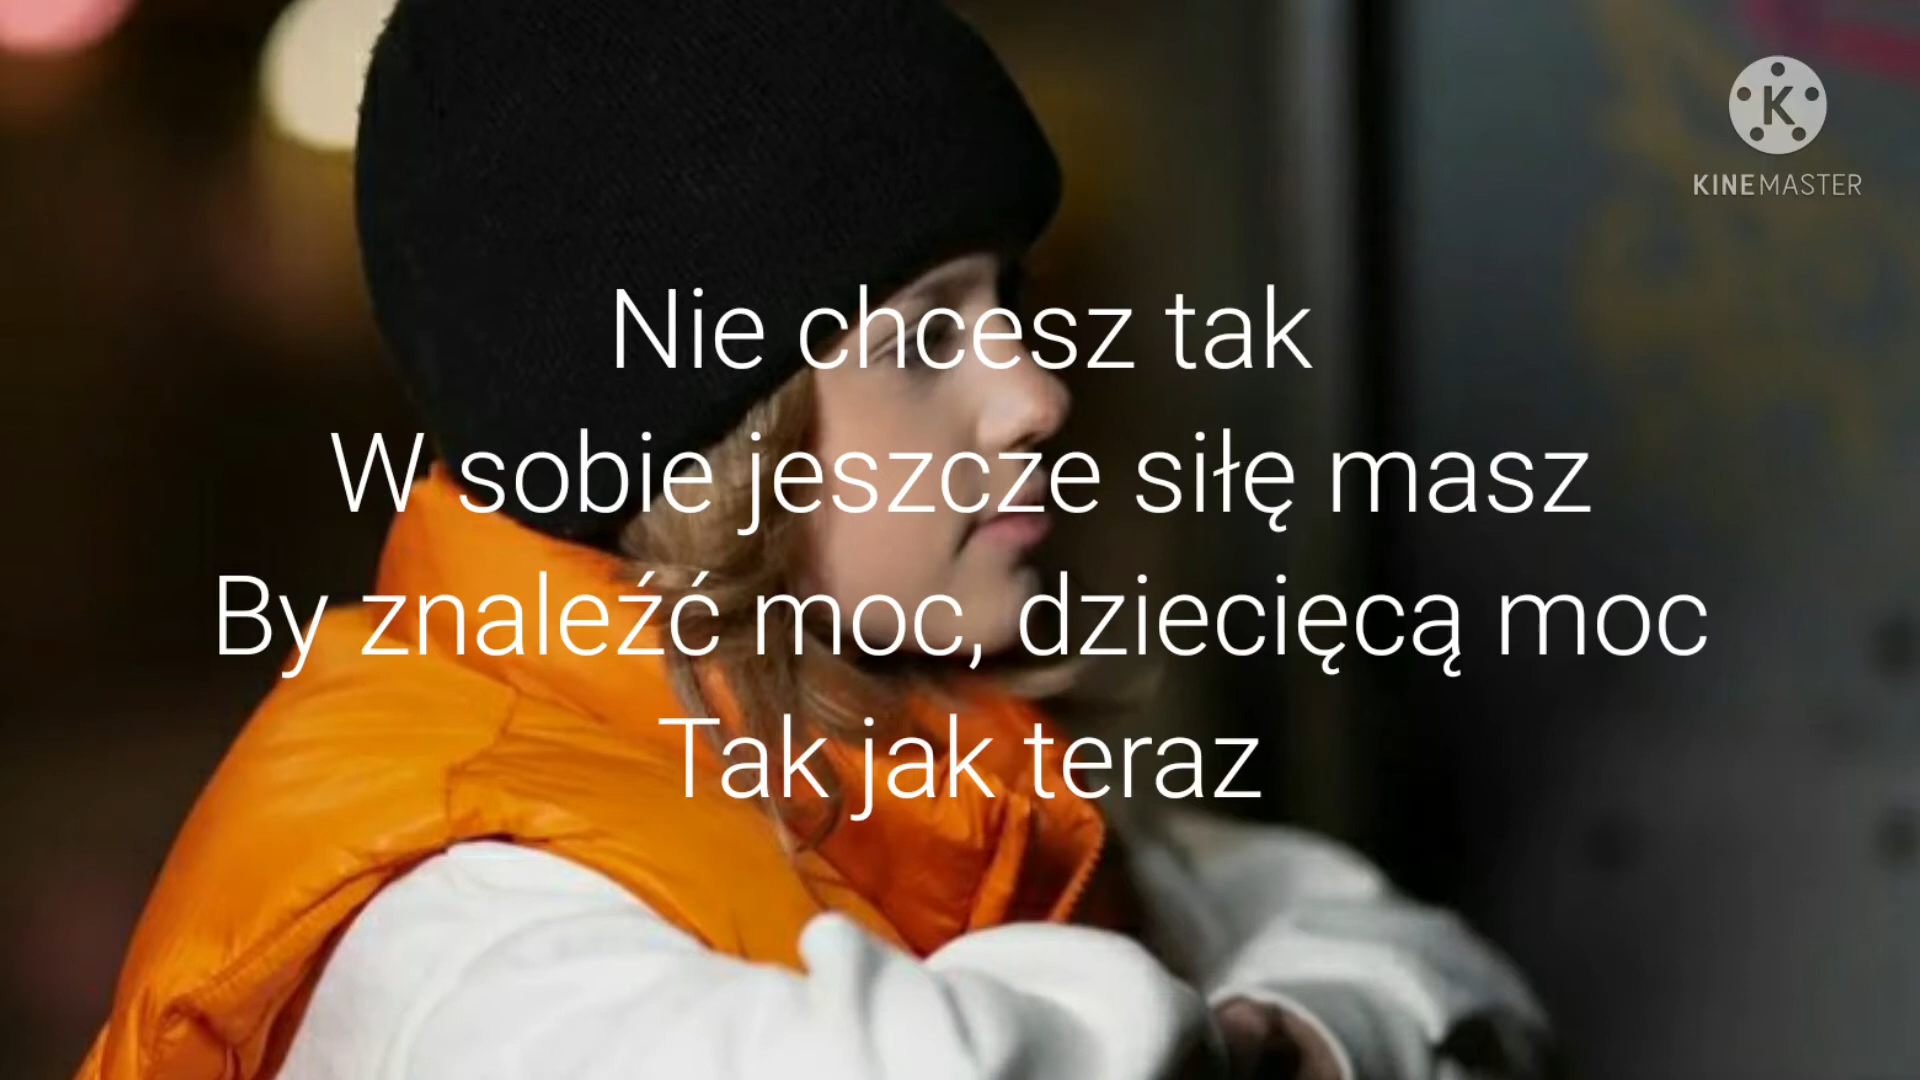 K
KINEMASTER
Nie chcesz tak
W sobie jeszcze siłę masz
By znaleźć moc, dziecięcą moc
Tak jak teraz